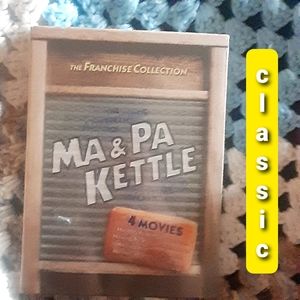 THE FRANCHISE COLLECTION
MA & PA
KETTLE
4 MOVIES
classic